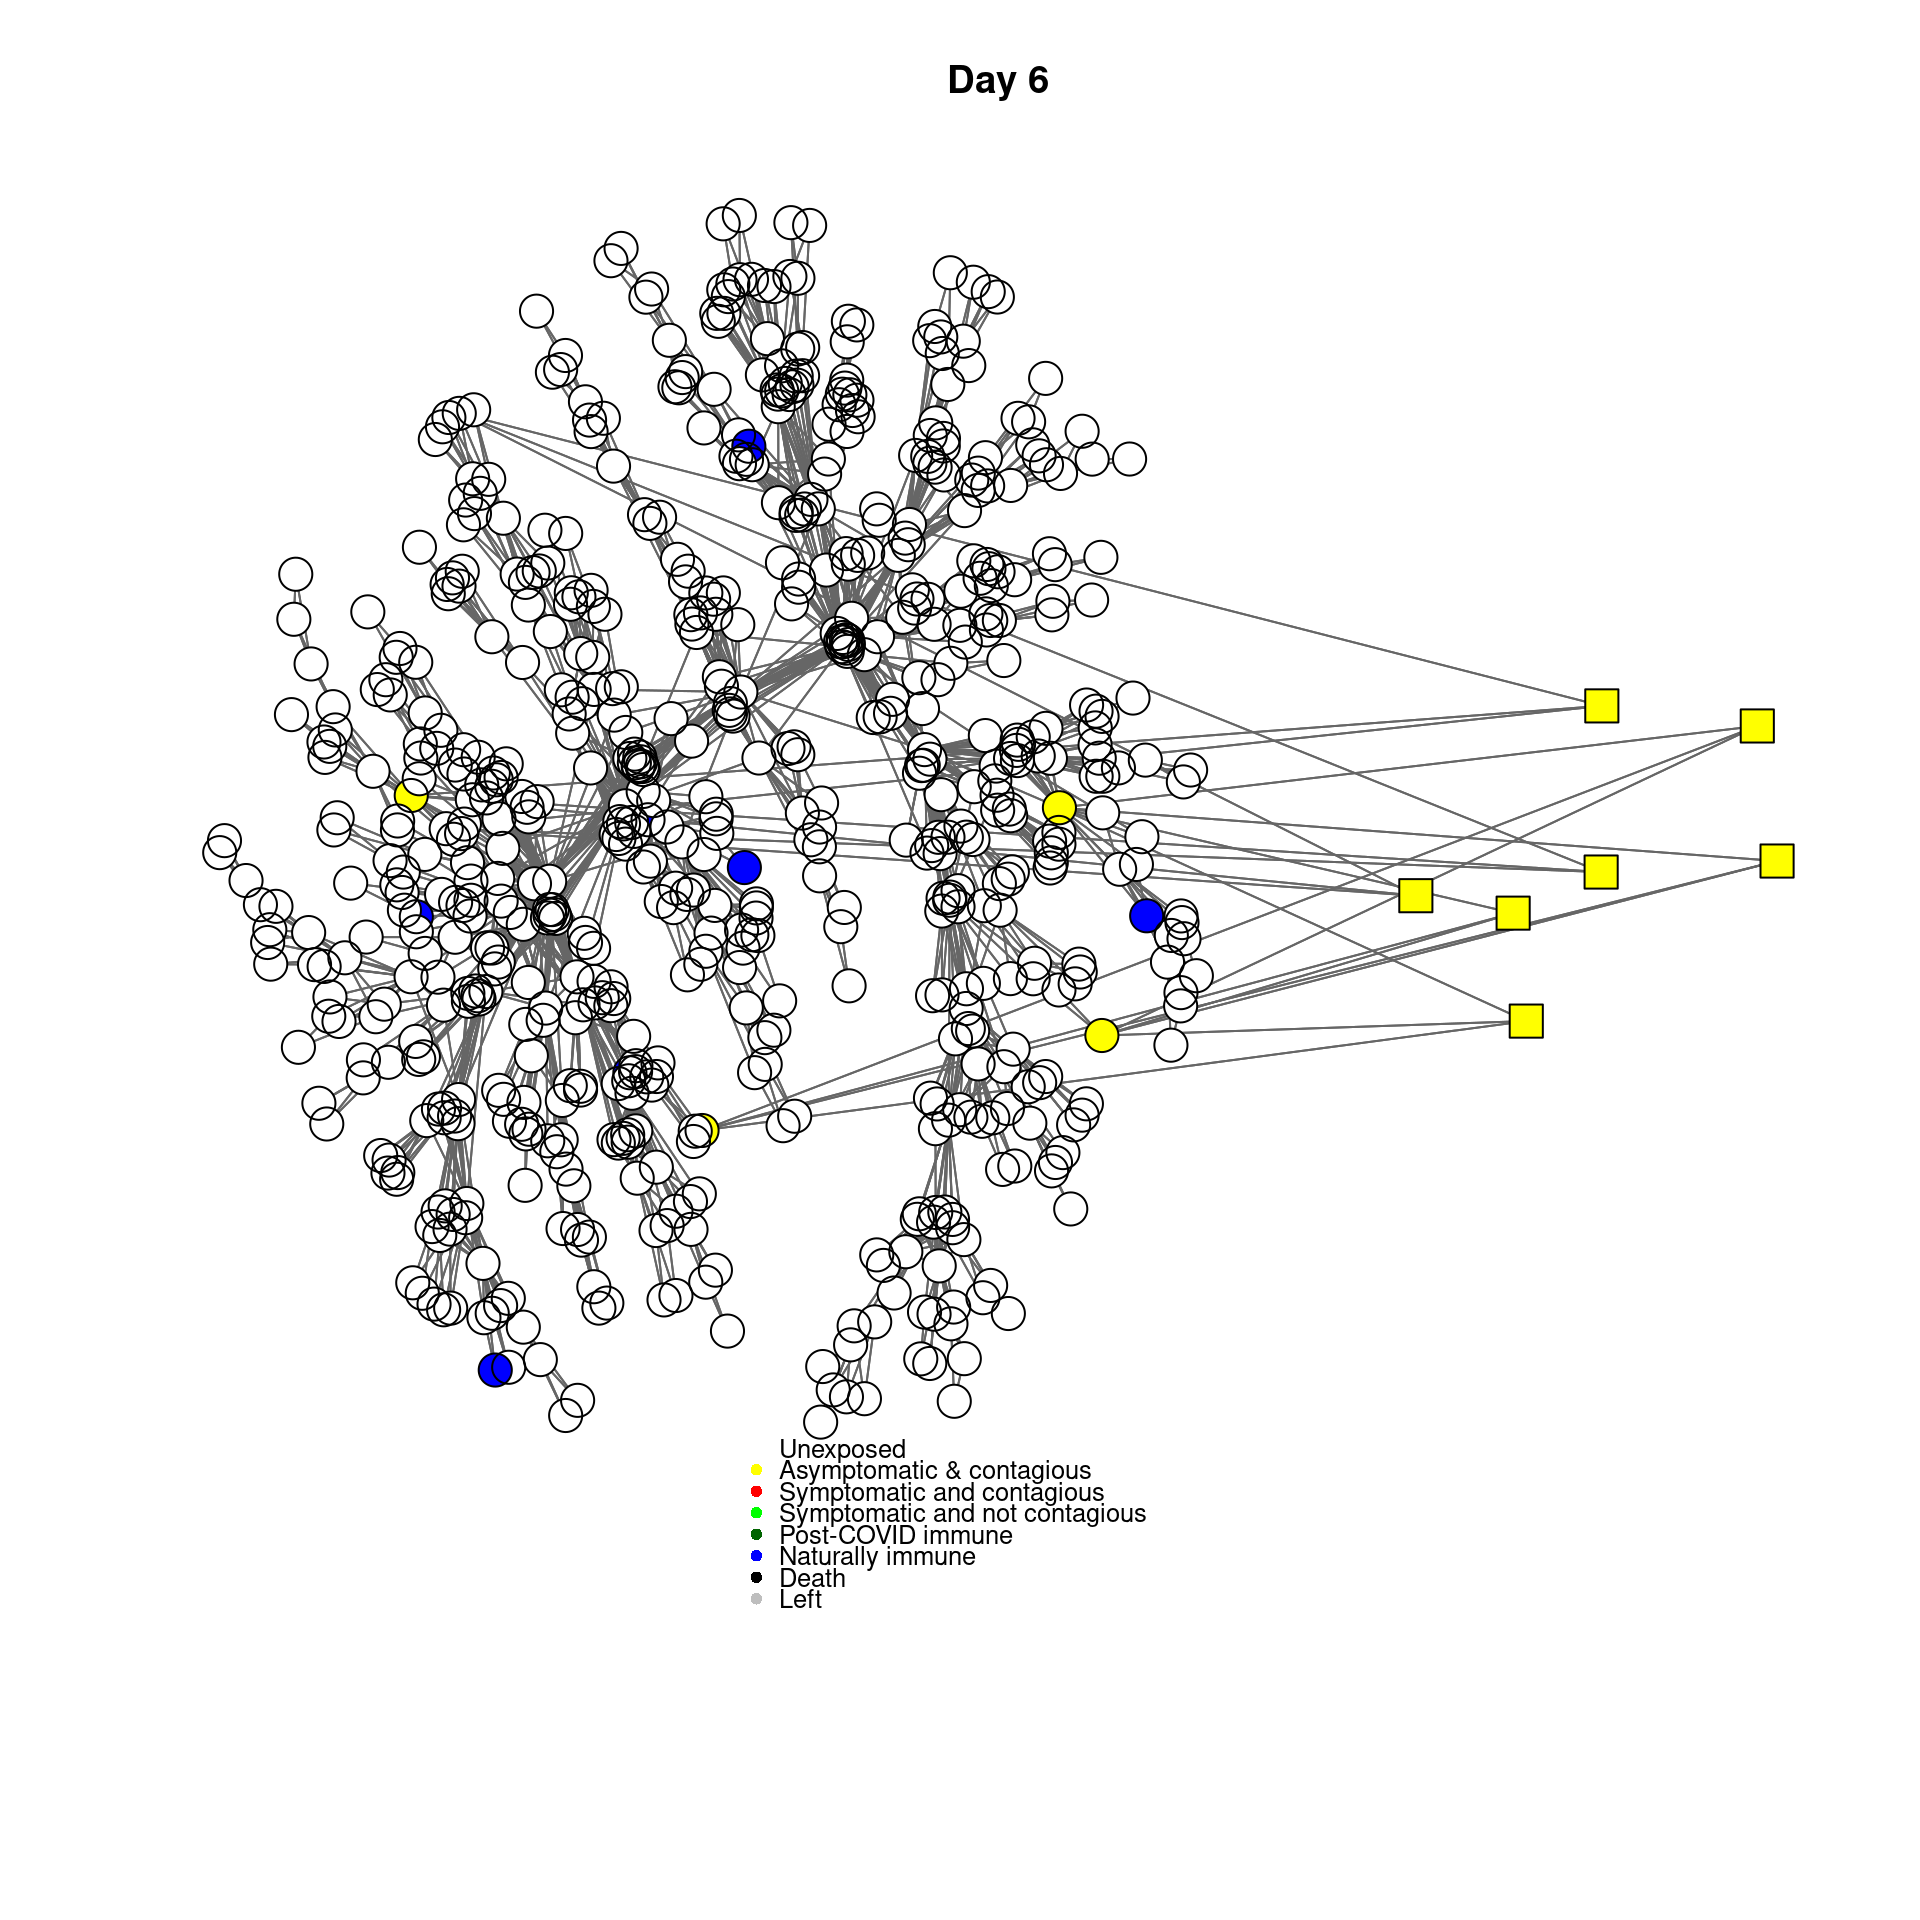 Day 6
Unexposed
Asymptomatic & contagious
Symptomatic and contagious
Symptomatic and not contagious
Post-COVID immune
Naturally immune
Death
Left